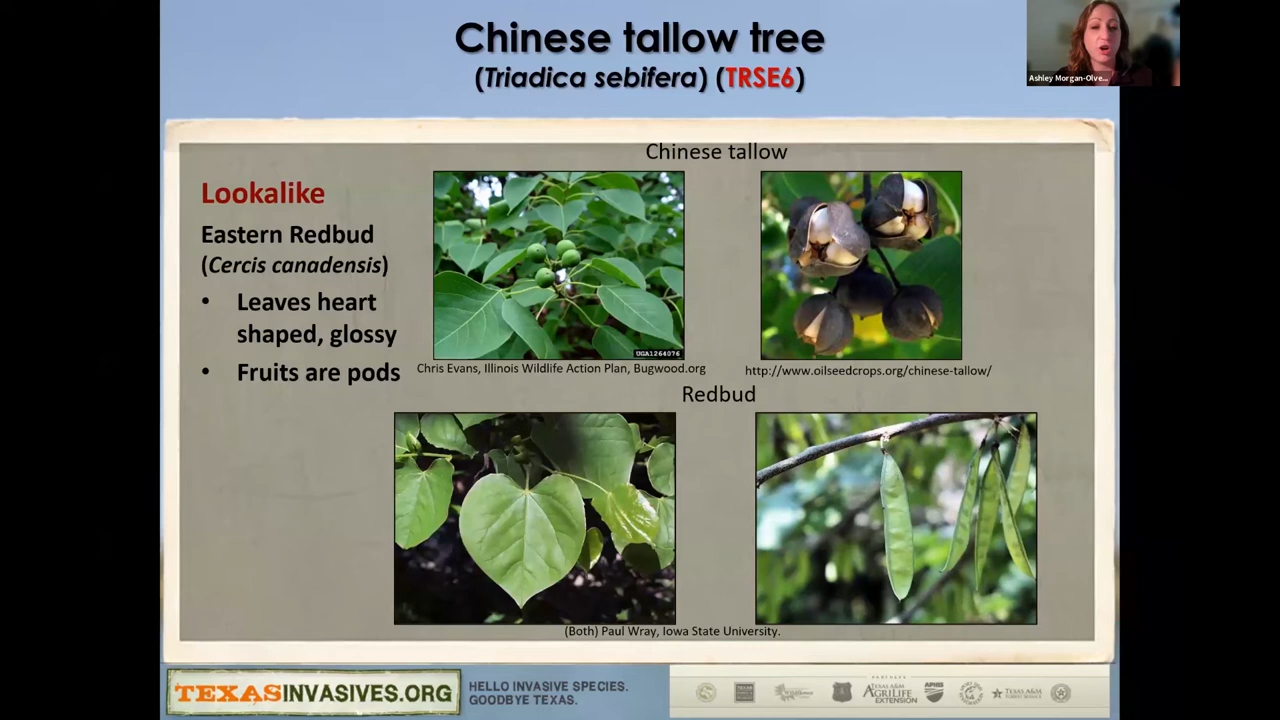 Chinese tallow tree
(Triadica sebifera) (TRSE6)
Ashley Morgan-Olve...
Chinese tallow
Lookalike
Eastern Redbud
(Cercis canadensis)
• Leaves heart
shaped, glossy
• Fruits are pods
UGA1264076
Chris Evans, Illinois Wildlife Action Plan, Bugwood.org
http://www.oilseedcrops.org/chinese-tallow/
Redbud
(Both) Paul Wray, Iowa State University.
TEXASINVASIVES.ORG
HELLO INVASIVE SPECIES.
GOODBYE TEXAS.
TEXAS A&M
AGRILIFE
EXTENSION
APHIS
TEXAS A&M